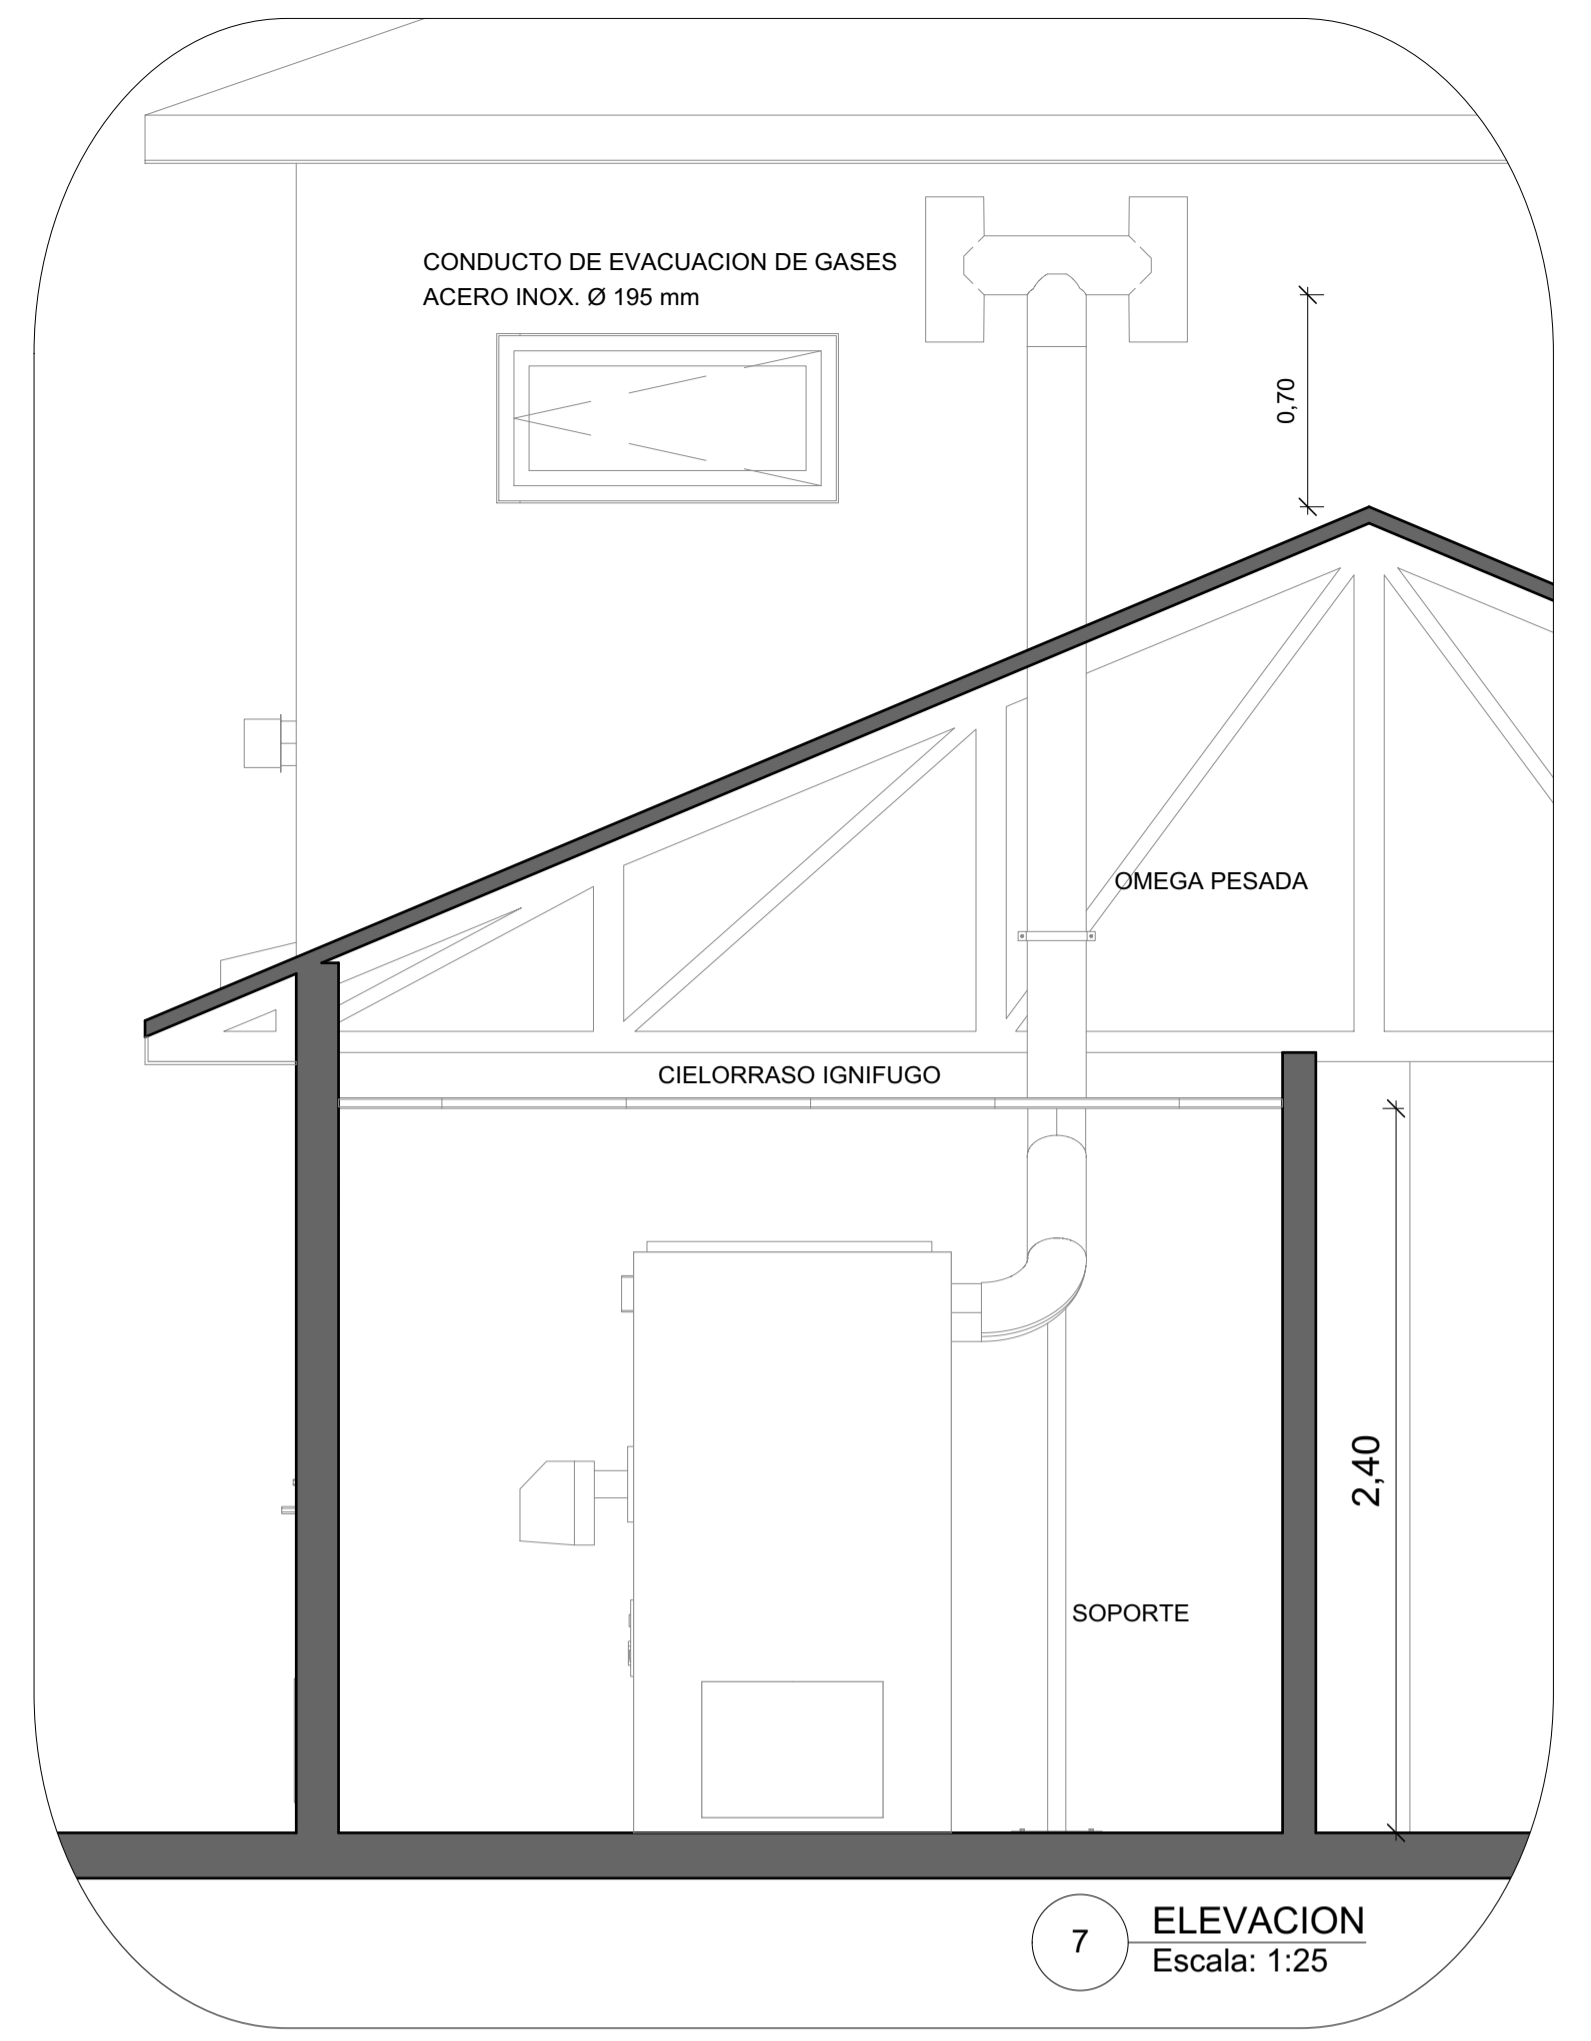 CONDUCTO DE EVACUACION DE GASES
ACERO INOX. Ø 195 mm
0,70
OMEGA PESADA
CIELORRASO IGNIFUGO
2,40
SOPORTE
7
ELEVACION
Escala: 1:25